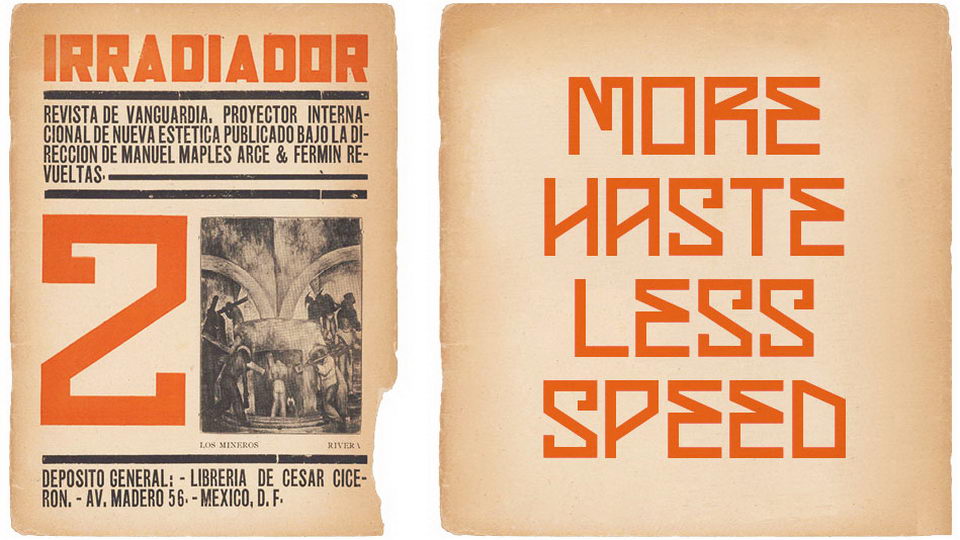 IRRADIADOR
REVISTA DE VANGUARDIA. PROYECTOR INTERNA-
CIONAL DE NUEVA ESTETICA PUBLICADO BAJO LA DI-
RECCION DE MANUEL MAPLES ARCE & FERMIN RE-
VUELTAS.
2
LOS MINEROS RIVERA
DEPOSITO GENERAL: - LIBRERIA DE CESAR CICE-
RON. - AV. MADERO 56. - MEXICO, D. F.
MORE
HASTE
LESS
SPEED